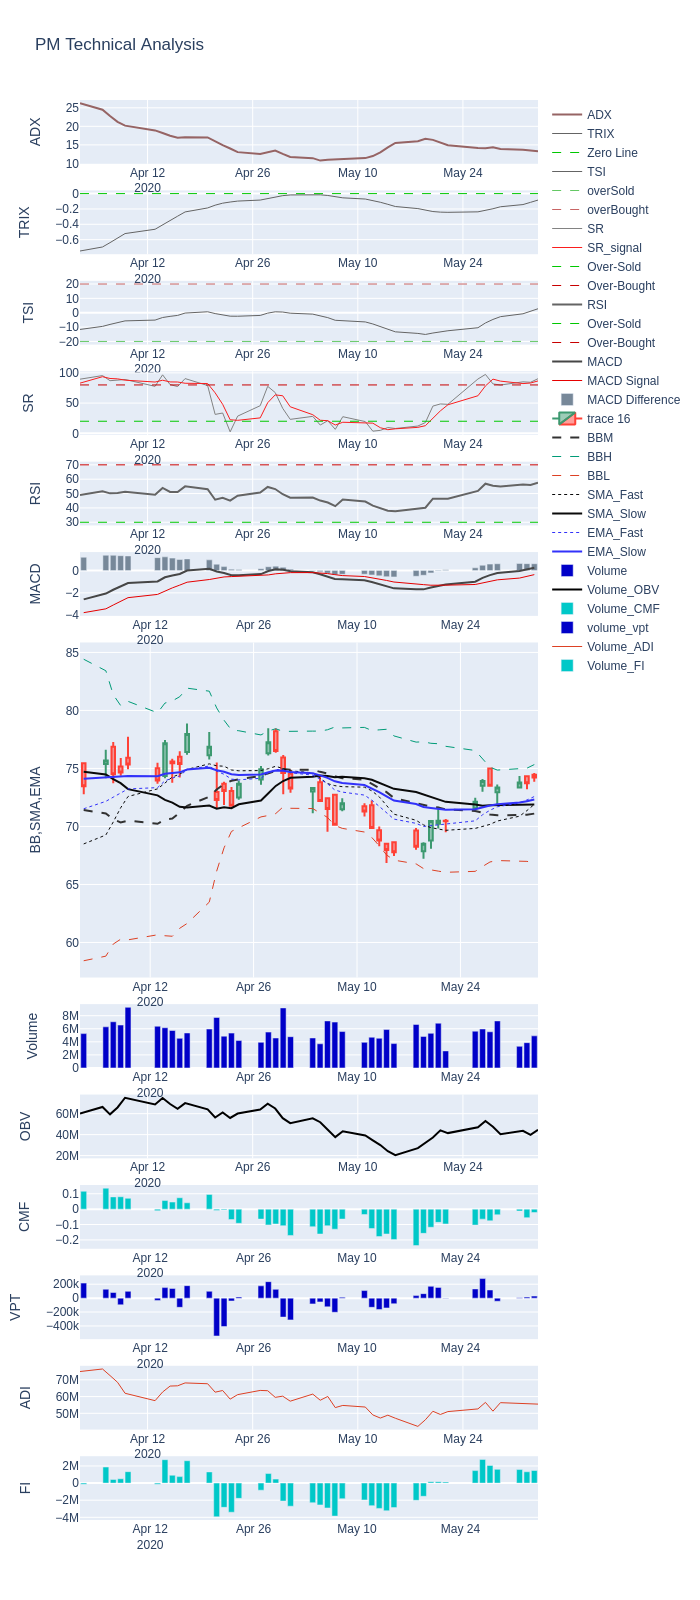 PM Technical Analysis
ADX
25
20
15
10
Apr 12
2020
Apr 26
May 10
May 24
TRIX
0
−0.2
−0.4
−0.6
Apr 12
2020
Apr 26
May 10
May 24
TSI
20
10
0
−10
−20
Apr 12
2020
Apr 26
May 10
May 24
SR
100
50
0
Apr 12
2020
Apr 26
May 10
May 24
RSI
70
60
50
40
30
Apr 12
2020
Apr 26
May 10
May 24
MACD
0
−2
−4
Apr 12
2020
Apr 26
May 10
May 24
BB,SMA,EMA
85
80
75
70
65
60
Apr 12
2020
Apr 26
May 10
May 24
Volume
8M
6M
4M
2M
0
Apr 12
2020
Apr 26
May 10
May 24
OBV
60M
40M
20M
Apr 12
2020
Apr 26
May 10
May 24
CMF
0.1
0
−0.1
−0.2
Apr 12
2020
Apr 26
May 10
May 24
VPT
200k
0
−200k
−400k
Apr 12
2020
Apr 26
May 10
May 24
ADI
70M
60M
50M
Apr 12
2020
Apr 26
May 10
May 24
FI
2M
0
−2M
−4M
Apr 12
2020
Apr 26
May 10
May 24
ADX
TRIX
Zero Line
TSI
overSold
overBought
SR
SR_signal
Over-Sold
Over-Bought
RSI
Over-Sold
Over-Bought
MACD
MACD Signal
MACD Difference
trace 16
BBM
BBH
BBL
SMA_Fast
SMA_Slow
EMA_Fast
EMA_Slow
Volume
Volume_OBV
Volume_CMF
volume_vpt
Volume_ADI
Volume_FI